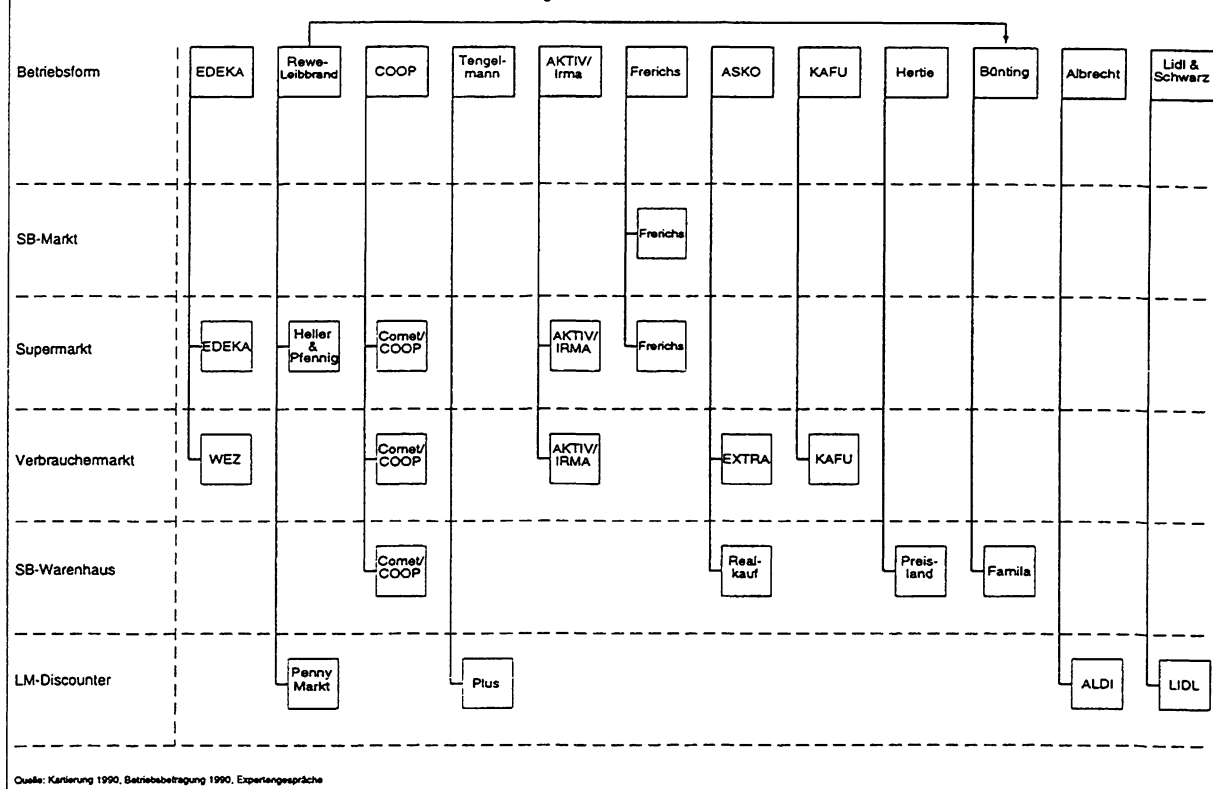 Betriebsform
EDEKA
Rewe-
Leibbrand
COOP
Tengel-
mann
AKTIV/
Irma
Frerichs
ASKO
KAFU
Hertie
Bünting
Albrecht
Lidl &
Schwarz
SB-Markt
Frerichs
Supermarkt
EDEKA
Heller
&
Pfennig
Comet/
COOP
AKTIV/
IRMA
Frerichs
Verbrauchermarkt
WEZ
Comet/
COOP
AKTIV/
IRMA
EXTRA
KAFU
SB-Warenhaus
Comet/
COOP
Real-
kauf
Preis-
land
Famila
LM-Discounter
Penny
Markt
Plus
ALDI
LIDL
Quelle: Kartierung 1990, Betriebsbefragung 1990, Expertengespräche